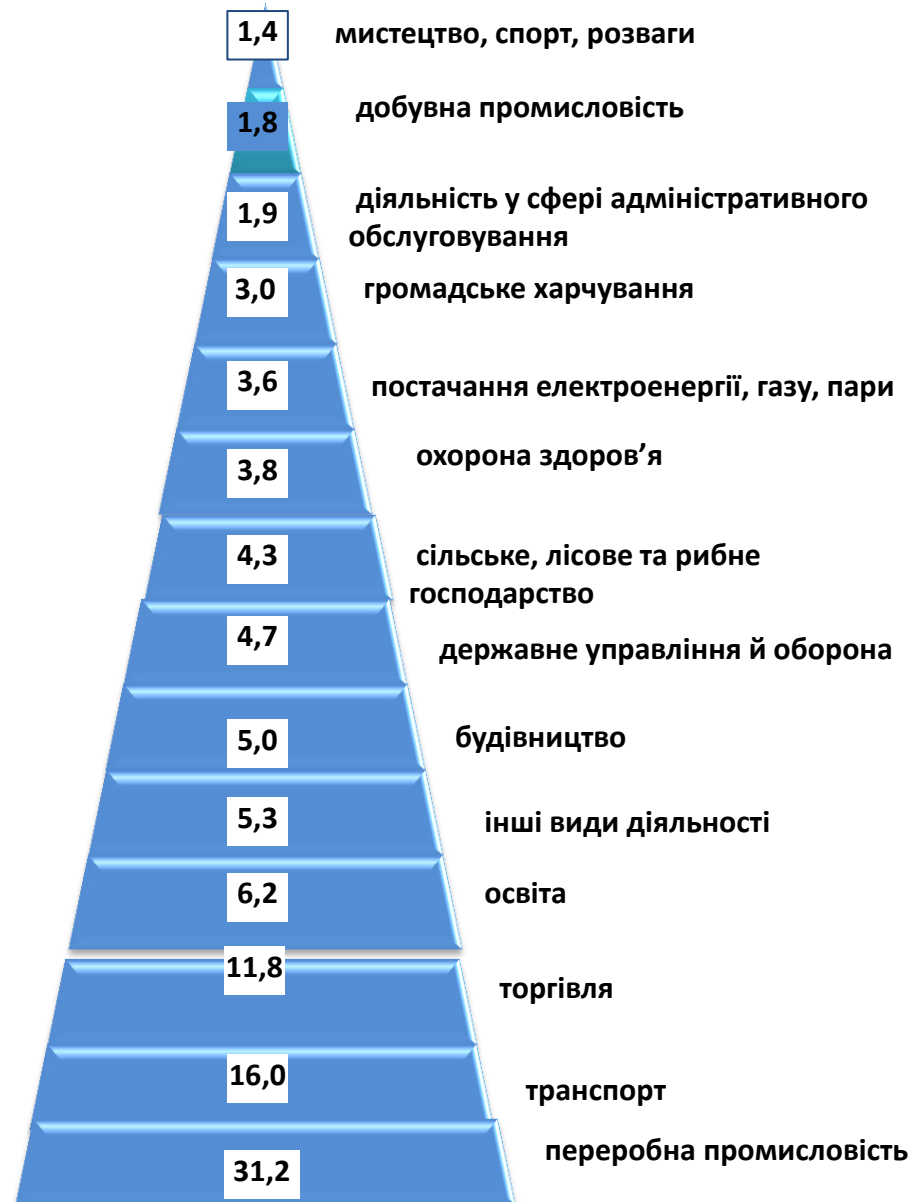 1,4 мистецтво, спорт, розваги
1,8 добувна промисловість
1,9 діяльність у сфері адміністративного
обслуговування
3,0 громадське харчування
3,6 постачання електроенергії, газу, пари
3,8 охорона здоров’я
4,3 сільське, лісове та рибне
господарство
4,7 державне управління й оборона
5,0 будівництво
5,3 інші види діяльності
6,2 освіта
11,8 торгівля
16,0 транспорт
31,2 переробна промисловість